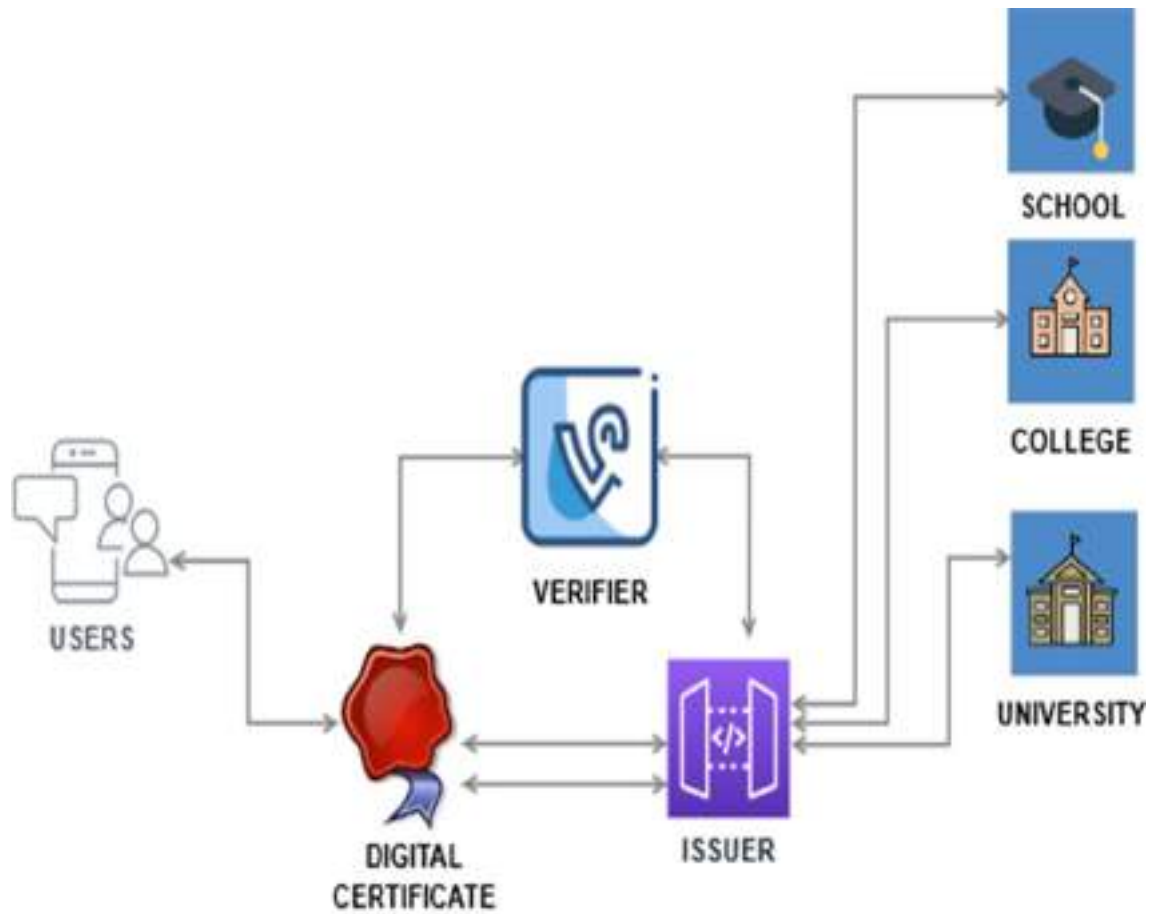 SCHOOL
COLLEGE
VERIFIER
USERS
UNIVERSITY
DIGITAL
CERTIFICATE
ISSUER